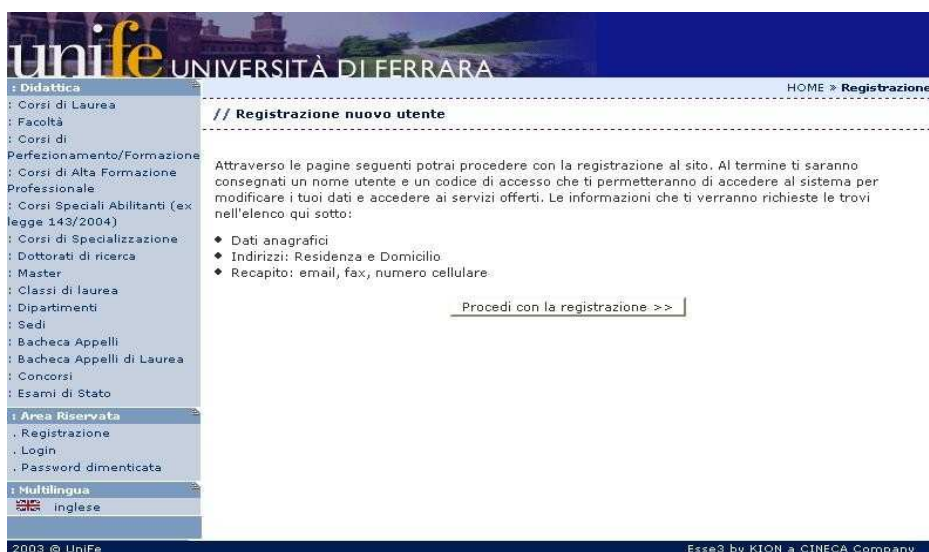 unife UNIVERSITÀ DI FERRARA
: Didattica
: Corsi di Laurea
: Facoltà
: Corsi di
Perfezionamento/Formazione
: Corsi di Alta Formazione
Professionale
: Corsi Speciali Abilitanti (ex
legge 143/2004)
: Corsi di Specializzazione
: Dottorati di ricerca
: Master
: Classi di laurea
: Dipartimenti
: Sedi
: Bacheca Appelli
: Bacheca Appelli di Laurea
: Concorsi
: Esami di Stato
: Area Riservata
. Registrazione
. Login
. Password dimenticata
: Multilingua
inglese
HOME » Registrazione
// Registrazione nuovo utente
Attraverso le pagine seguenti potrai procedere con la registrazione al sito. Al termine ti saranno
consegnati un nome utente e un codice di accesso che ti permetteranno di accedere al sistema per
modificare i tuoi dati e accedere ai servizi offerti. Le informazioni che ti verranno richieste le trovi
nell'elenco qui sotto:
• Dati anagrafici
• Indirizzi: Residenza e Domicilio
• Recapito: email, fax, numero cellulare
Procedi con la registrazione >>
2003 © UniFe
Esse3 by KION a CINECA Company